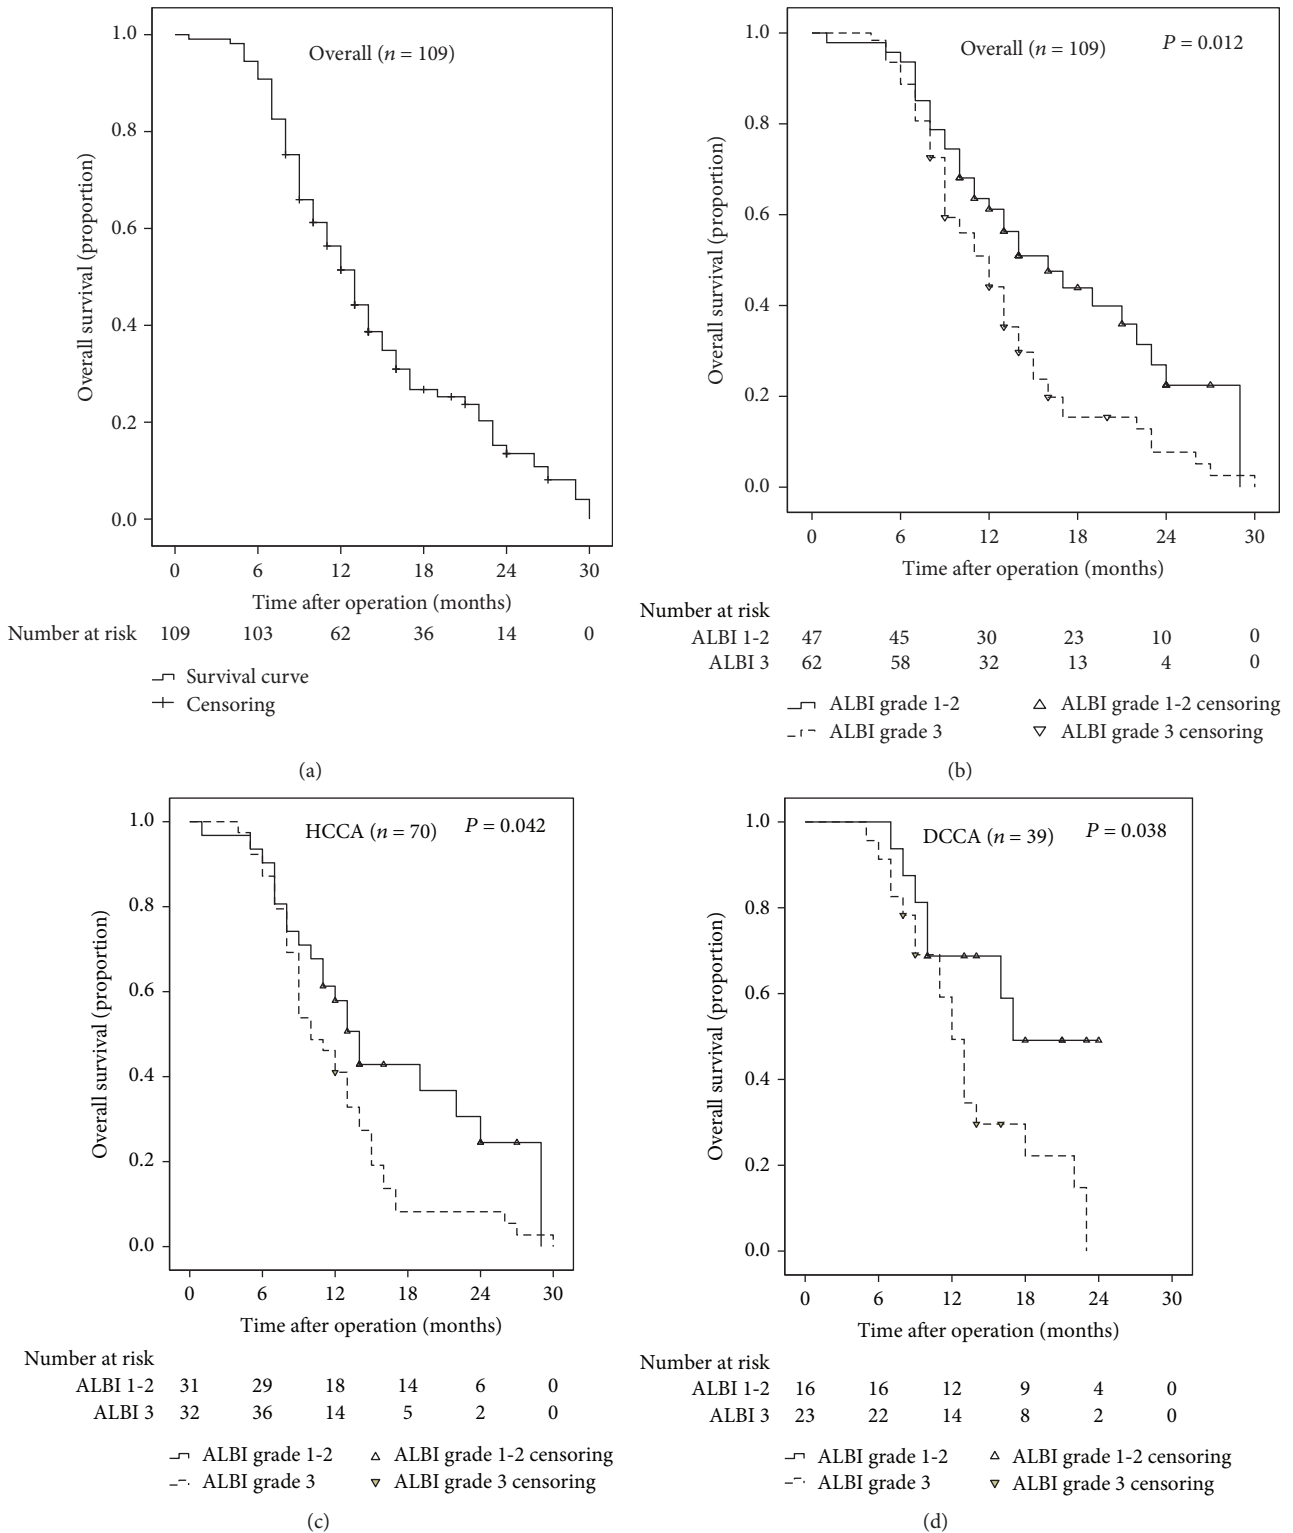 Overall (n = 109)
1.0
0.8
0.6
0.4
0.2
0.0
Overall survival (proportion)
0 6 12 18 24 30
Time after operation (months)
Number at risk 109 103 62 36 14 0
Survival curve
Censoring
(a)
Overall (n = 109) P = 0.012
1.0
0.8
0.6
0.4
0.2
0.0
Overall survival (proportion)
0 6 12 18 24 30
Time after operation (months)
Number at risk
ALBI 1-2 47 45 30 23 10 0
ALBI 3 62 58 32 13 4 0
ALBI grade 1-2 ALBI grade 1-2 censoring
ALBI grade 3 ALBI grade 3 censoring
(b)
HCCA (n = 70) P = 0.042
1.0
0.8
0.6
0.4
0.2
0.0
Overall survival (proportion)
0 6 12 18 24 30
Time after operation (months)
Number at risk
ALBI 1-2 31 29 18 14 6 0
ALBI 3 32 36 14 5 2 0
ALBI grade 1-2 ALBI grade 1-2 censoring
ALBI grade 3 ALBI grade 3 censoring
(c)
DCCA (n = 39) P = 0.038
1.0
0.8
0.6
0.4
0.2
0.0
Overall survival (proportion)
0 6 12 18 24 30
Time after operation (months)
Number at risk
ALBI 1-2 16 16 12 9 4 0
ALBI 3 23 22 14 8 2 0
ALBI grade 1-2 ALBI grade 1-2 censoring
ALBI grade 3 ALBI grade 3 censoring
(d)